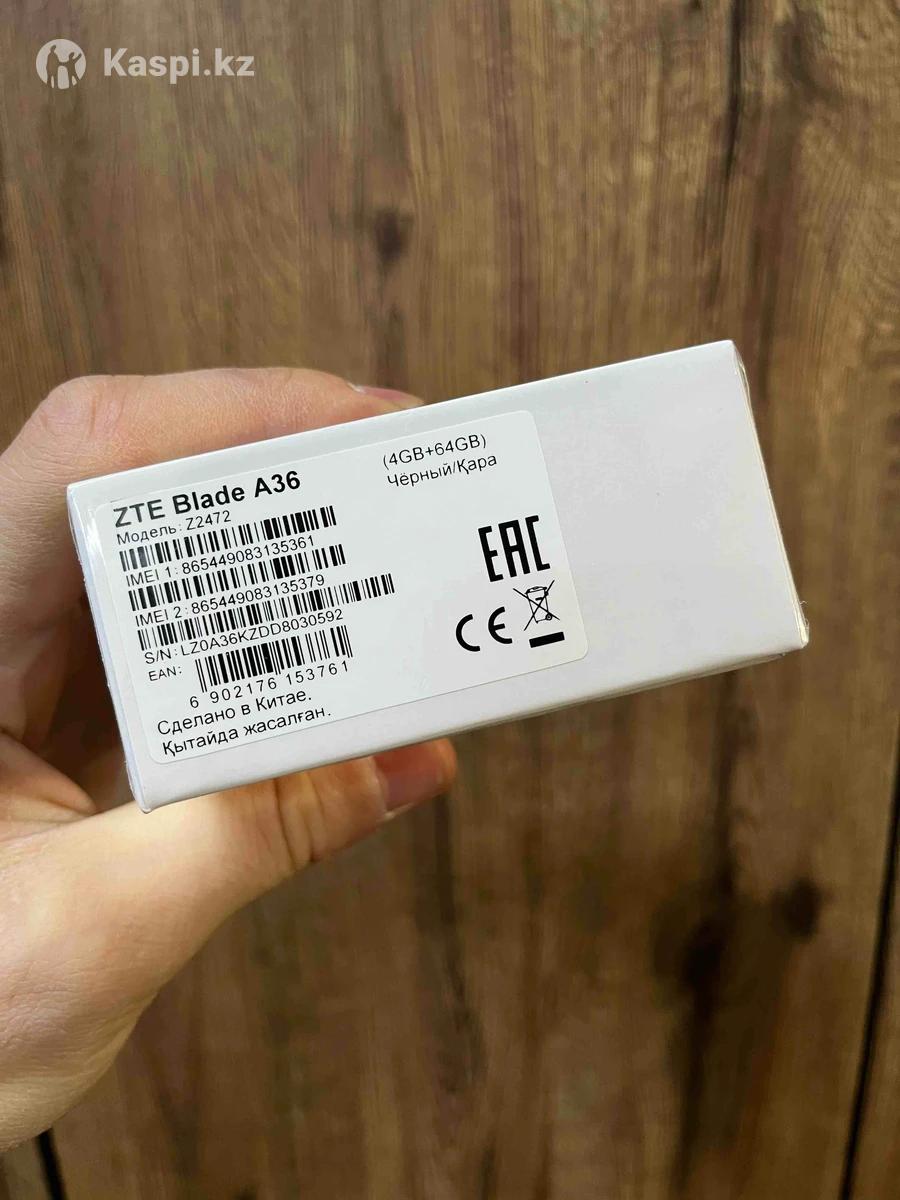 Kaspi.kz
ZTE Blade A36
(4GB+64GB)
Модель: Z2472
Чёрный/Қара
IMEI 1: 865449083135361
IMEI 2: 865449083135379
S/N: LZ0A36KZDD8030592
EAN:
6 902176 153761
Сделано в Китае.
Қытайда жасалған.
EAC
CE